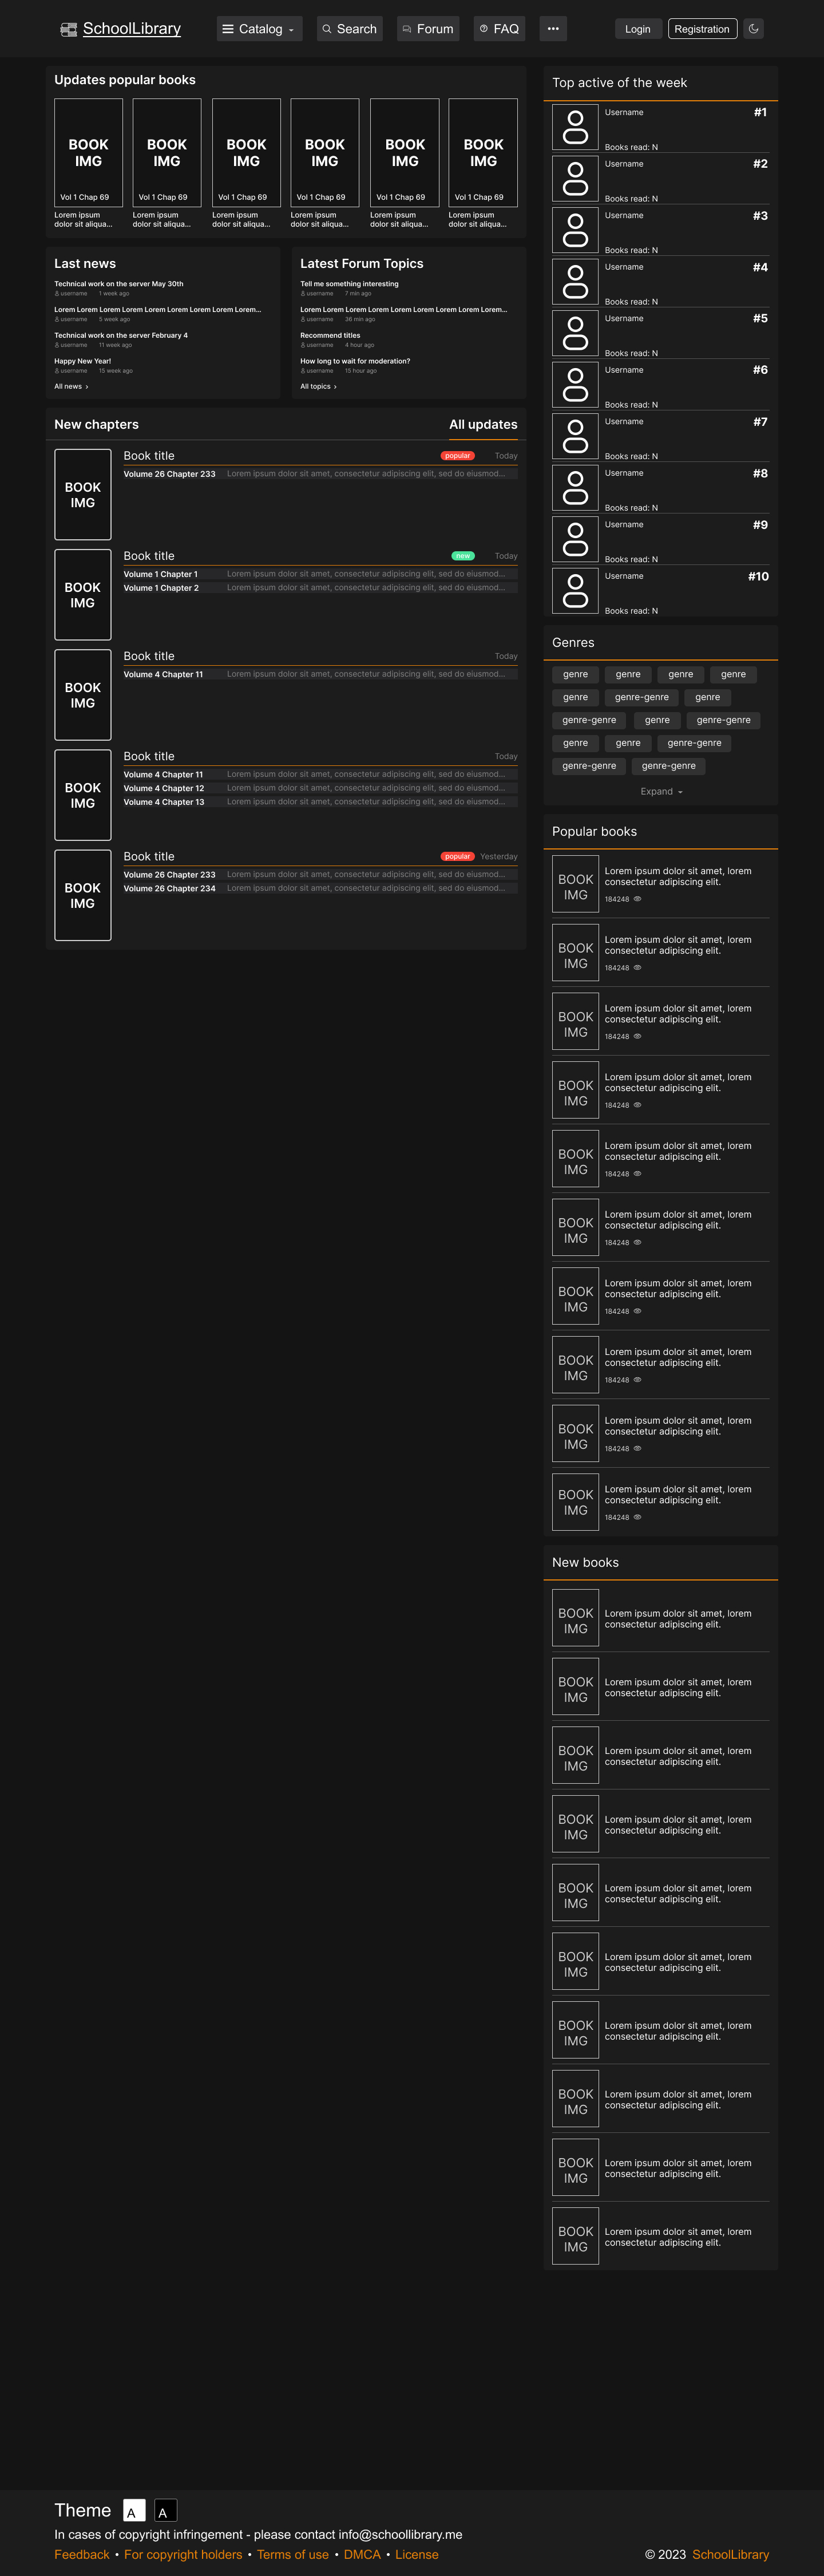 SchoolLibrary
Catalog
Search
Forum
FAQ
Login
Registration
Updates popular books
BOOK
IMG
Vol 1 Chap 69
Lorem ipsum
dolor sit aliqua...
BOOK
IMG
Vol 1 Chap 69
Lorem ipsum
dolor sit aliqua...
BOOK
IMG
Vol 1 Chap 69
Lorem ipsum
dolor sit aliqua...
BOOK
IMG
Vol 1 Chap 69
Lorem ipsum
dolor sit aliqua...
BOOK
IMG
Vol 1 Chap 69
Lorem ipsum
dolor sit aliqua...
BOOK
IMG
Vol 1 Chap 69
Lorem ipsum
dolor sit aliqua...
Last news
Technical work on the server May 30th
username 1 week ago
Lorem Lorem Lorem Lorem Lorem Lorem Lorem Lorem Lorem...
username 5 week ago
Technical work on the server February 4
username 11 week ago
Happy New Year!
username 15 week ago
All news ›
Latest Forum Topics
Tell me something interesting
username 7 min ago
Lorem Lorem Lorem Lorem Lorem Lorem Lorem Lorem Lorem...
username 36 min ago
Recommend titles
username 4 hour ago
How long to wait for moderation?
username 15 hour ago
All topics ›
New chapters
All updates
BOOK
IMG
Book title popular Today
Volume 26 Chapter 233 Lorem ipsum dolor sit amet, consectetur adipiscing elit, sed do eiusmod...
BOOK
IMG
Book title new Today
Volume 1 Chapter 1 Lorem ipsum dolor sit amet, consectetur adipiscing elit, sed do eiusmod...
Volume 1 Chapter 2 Lorem ipsum dolor sit amet, consectetur adipiscing elit, sed do eiusmod...
BOOK
IMG
Book title Today
Volume 4 Chapter 11 Lorem ipsum dolor sit amet, consectetur adipiscing elit, sed do eiusmod...
BOOK
IMG
Book title Today
Volume 4 Chapter 11 Lorem ipsum dolor sit amet, consectetur adipiscing elit, sed do eiusmod...
Volume 4 Chapter 12 Lorem ipsum dolor sit amet, consectetur adipiscing elit, sed do eiusmod...
Volume 4 Chapter 13 Lorem ipsum dolor sit amet, consectetur adipiscing elit, sed do eiusmod...
BOOK
IMG
Book title popular Yesterday
Volume 26 Chapter 233 Lorem ipsum dolor sit amet, consectetur adipiscing elit, sed do eiusmod...
Volume 26 Chapter 234 Lorem ipsum dolor sit amet, consectetur adipiscing elit, sed do eiusmod...
Top active of the week
Username #1
Books read: N
Username #2
Books read: N
Username #3
Books read: N
Username #4
Books read: N
Username #5
Books read: N
Username #6
Books read: N
Username #7
Books read: N
Username #8
Books read: N
Username #9
Books read: N
Username #10
Books read: N
Genres
genre genre genre genre
genre genre-genre genre
genre-genre genre genre-genre
genre genre genre-genre
genre-genre genre-genre
Expand
Popular books
BOOK
IMG
Lorem ipsum dolor sit amet, lorem
consectetur adipiscing elit.
184248
BOOK
IMG
Lorem ipsum dolor sit amet, lorem
consectetur adipiscing elit.
184248
BOOK
IMG
Lorem ipsum dolor sit amet, lorem
consectetur adipiscing elit.
184248
BOOK
IMG
Lorem ipsum dolor sit amet, lorem
consectetur adipiscing elit.
184248
BOOK
IMG
Lorem ipsum dolor sit amet, lorem
consectetur adipiscing elit.
184248
BOOK
IMG
Lorem ipsum dolor sit amet, lorem
consectetur adipiscing elit.
184248
BOOK
IMG
Lorem ipsum dolor sit amet, lorem
consectetur adipiscing elit.
184248
BOOK
IMG
Lorem ipsum dolor sit amet, lorem
consectetur adipiscing elit.
184248
BOOK
IMG
Lorem ipsum dolor sit amet, lorem
consectetur adipiscing elit.
184248
BOOK
IMG
Lorem ipsum dolor sit amet, lorem
consectetur adipiscing elit.
184248
New books
BOOK
IMG
Lorem ipsum dolor sit amet, lorem
consectetur adipiscing elit.
BOOK
IMG
Lorem ipsum dolor sit amet, lorem
consectetur adipiscing elit.
BOOK
IMG
Lorem ipsum dolor sit amet, lorem
consectetur adipiscing elit.
BOOK
IMG
Lorem ipsum dolor sit amet, lorem
consectetur adipiscing elit.
BOOK
IMG
Lorem ipsum dolor sit amet, lorem
consectetur adipiscing elit.
BOOK
IMG
Lorem ipsum dolor sit amet, lorem
consectetur adipiscing elit.
BOOK
IMG
Lorem ipsum dolor sit amet, lorem
consectetur adipiscing elit.
BOOK
IMG
Lorem ipsum dolor sit amet, lorem
consectetur adipiscing elit.
BOOK
IMG
Lorem ipsum dolor sit amet, lorem
consectetur adipiscing elit.
BOOK
IMG
Lorem ipsum dolor sit amet, lorem
consectetur adipiscing elit.
Theme A A
In cases of copyright infringement - please contact info@schoollibrary.me
Feedback • For copyright holders • Terms of use • DMCA • License
© 2023 SchoolLibrary